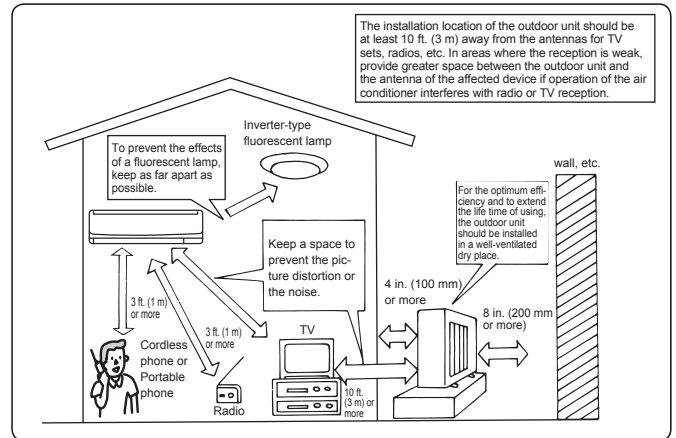 The installation location of the outdoor unit should be
at least 10 ft. (3 m) away from the antennas for TV
sets, radios, etc. In areas where the reception is weak,
provide greater space between the outdoor unit and
the antenna of the affected device if operation of the air
conditioner interferes with radio or TV reception.
Inverter-type
fluorescent lamp
To prevent the effects
of a fluorescent lamp,
keep as far apart as
possible.
wall, etc.
For the optimum effi-
ciency and to extend
the life time of using,
the outdoor unit
should be installed
in a well-ventilated
dry place.
Keep a space to
prevent the pic-
ture distortion or
the noise.
4 in. (100 mm)
or more
8 in. (200 mm
or more)
3 ft. (1 m)
or more
3 ft. (1 m)
or more
TV
Cordless
phone or
Portable
phone
Radio
10 ft.
(3 m) or
more